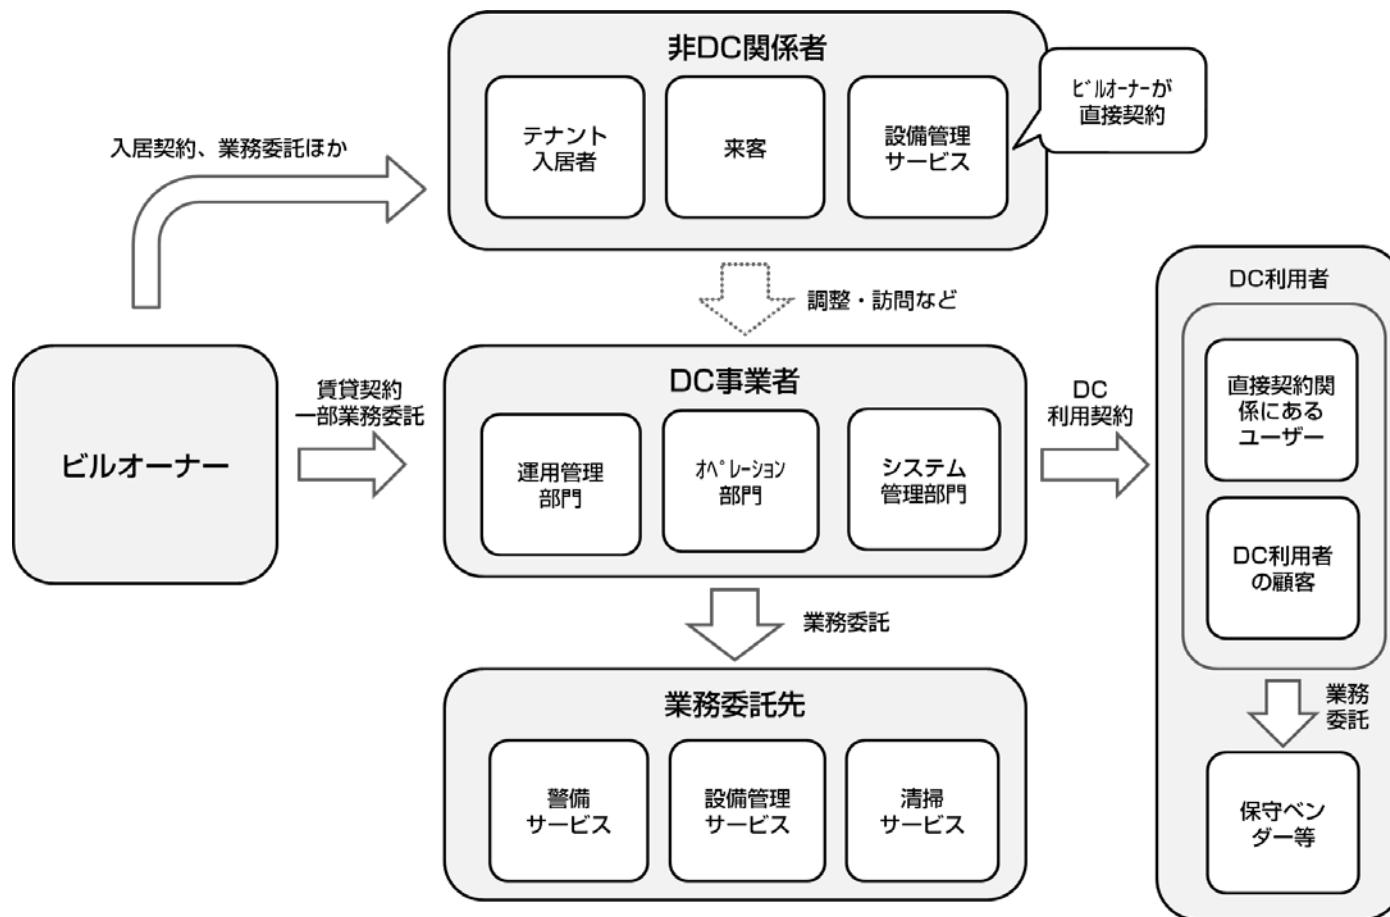 非DC関係者
テナント
入居者
来客
設備管理
サービス
ﾋﾞﾙｵｰﾅｰが
直接契約
入居契約、業務委託ほか
調整・訪問など
ビルオーナー
賃貸契約
一部業務委託
DC事業者
運用管理
部門
ｵﾍﾟﾚｰｼｮﾝ
部門
システム
管理部門
DC
利用契約
DC利用者
直接契約関
係にある
ユーザー
DC利用者
の顧客
業務
委託
保守ベン
ダー等
業務委託
業務委託先
警備
サービス
設備管理
サービス
清掃
サービス